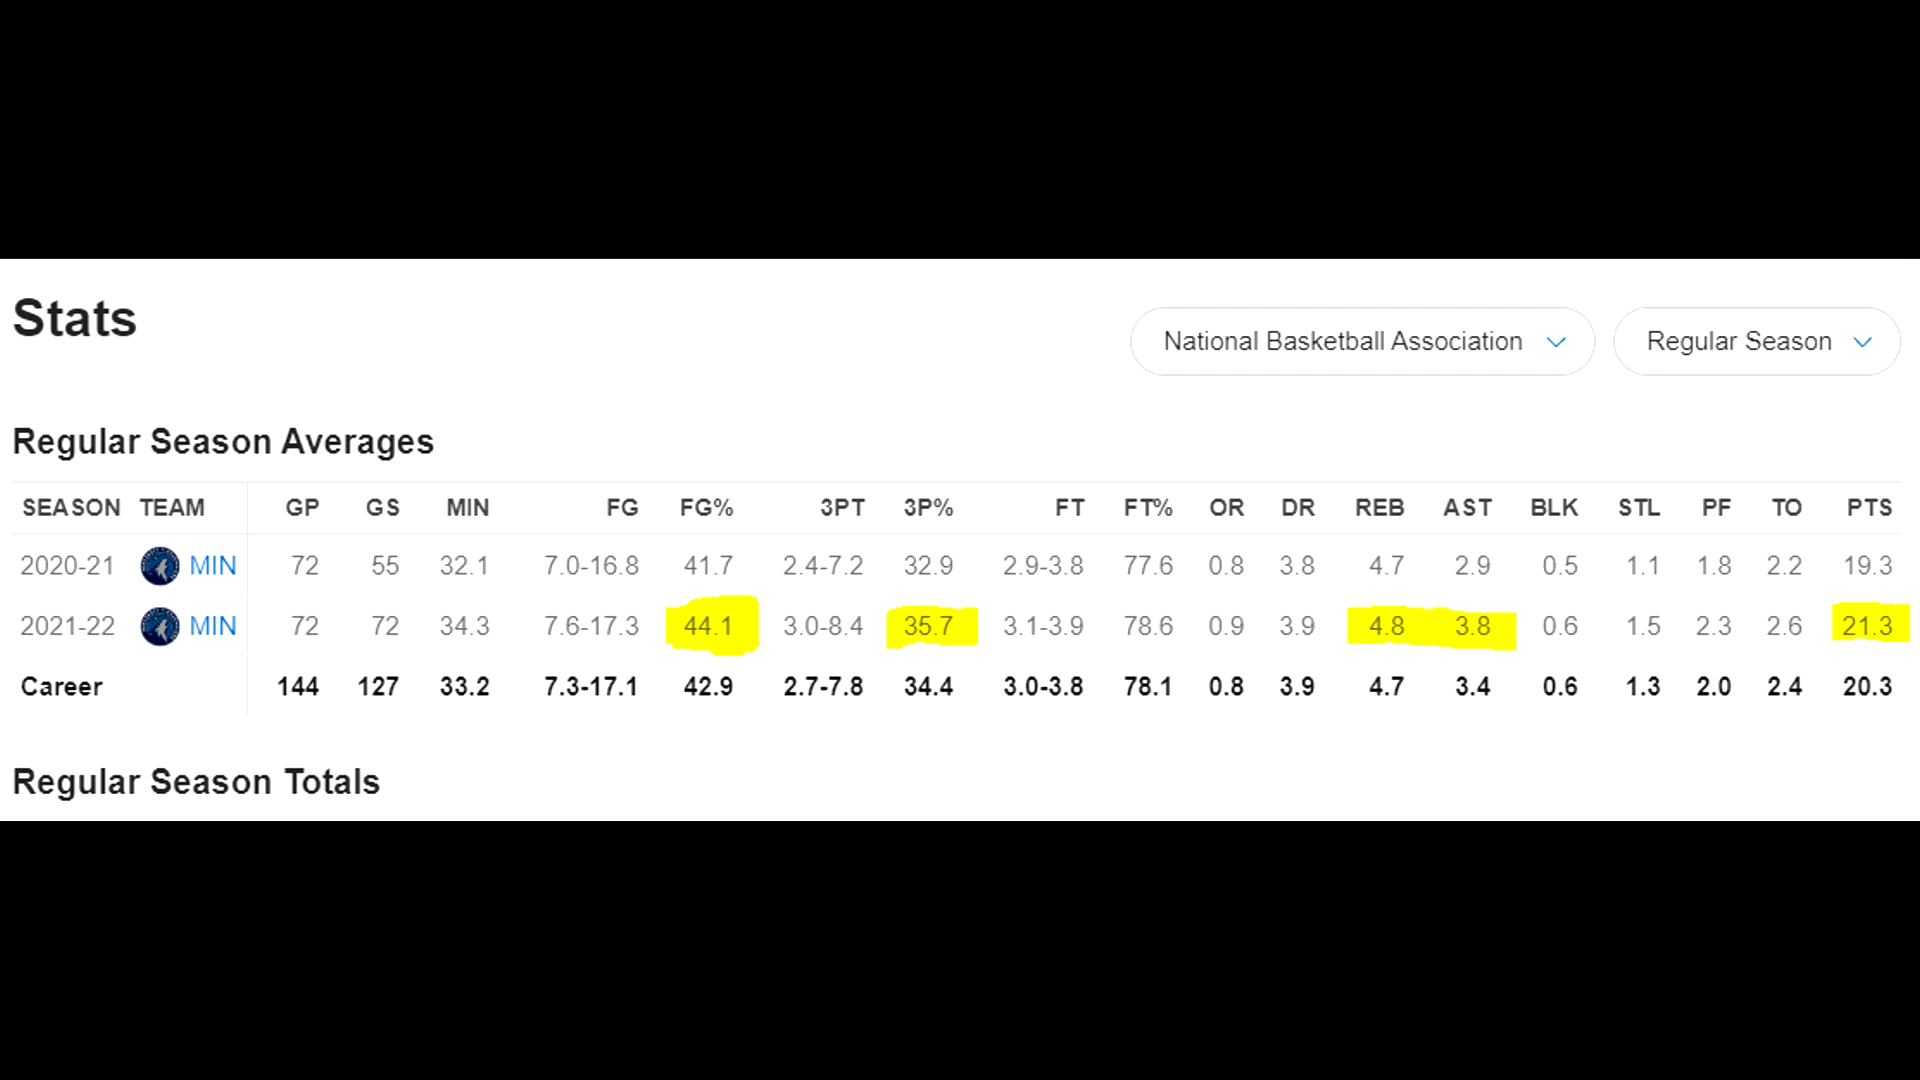 Stats
National Basketball Association
Regular Season
Regular Season Averages
SEASON TEAM GP GS MIN FG FG% 3PT 3P% FT FT% OR DR REB AST BLK STL PF TO PTS
2020-21 MIN 72 55 32.1 7.0-16.8 41.7 2.4-7.2 32.9 2.9-3.8 77.6 0.8 3.8 4.7 2.9 0.5 1.1 1.8 2.2 19.3
2021-22 MIN 72 72 34.3 7.6-17.3 44.1 3.0-8.4 35.7 3.1-3.9 78.6 0.9 3.9 4.8 3.8 0.6 1.5 2.3 2.6 21.3
Career 144 127 33.2 7.3-17.1 42.9 2.7-7.8 34.4 3.0-3.8 78.1 0.8 3.9 4.7 3.4 0.6 1.3 2.0 2.4 20.3
Regular Season Totals